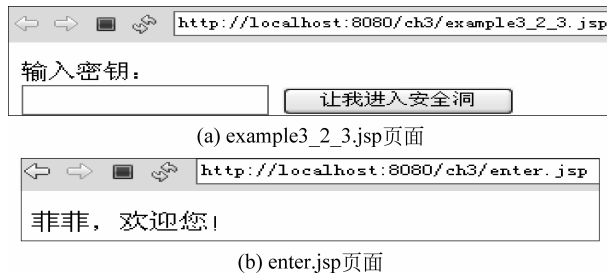 http://localhost:8080/ch3/example3_2_3.jsp
输入密钥：
让我进入安全洞
(a) example3_2_3.jsp页面
http://localhost:8080/ch3/enter.jsp
菲菲，欢迎您！
(b) enter.jsp页面